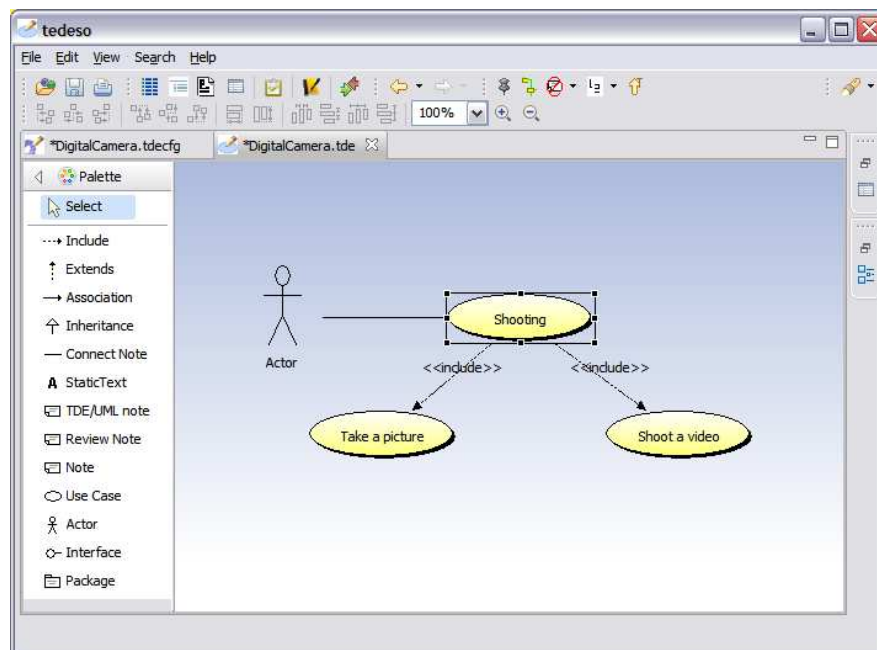 tedeso
File Edit View Search Help
100%
*DigitalCamera.tdecfg *DigitalCamera.tde
Palette
Select
Include
Extends
Association
Inheritance
Connect Note
A StaticText
TDE/UML note
Review Note
Note
Use Case
Actor
Interface
Package
Shooting
Actor
<<include>> <<include>>
Take a picture Shoot a video